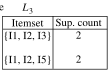 e L₃
Itemset Sup. count
{I1, I2, I3} 2
{I1, I2, I5} 2